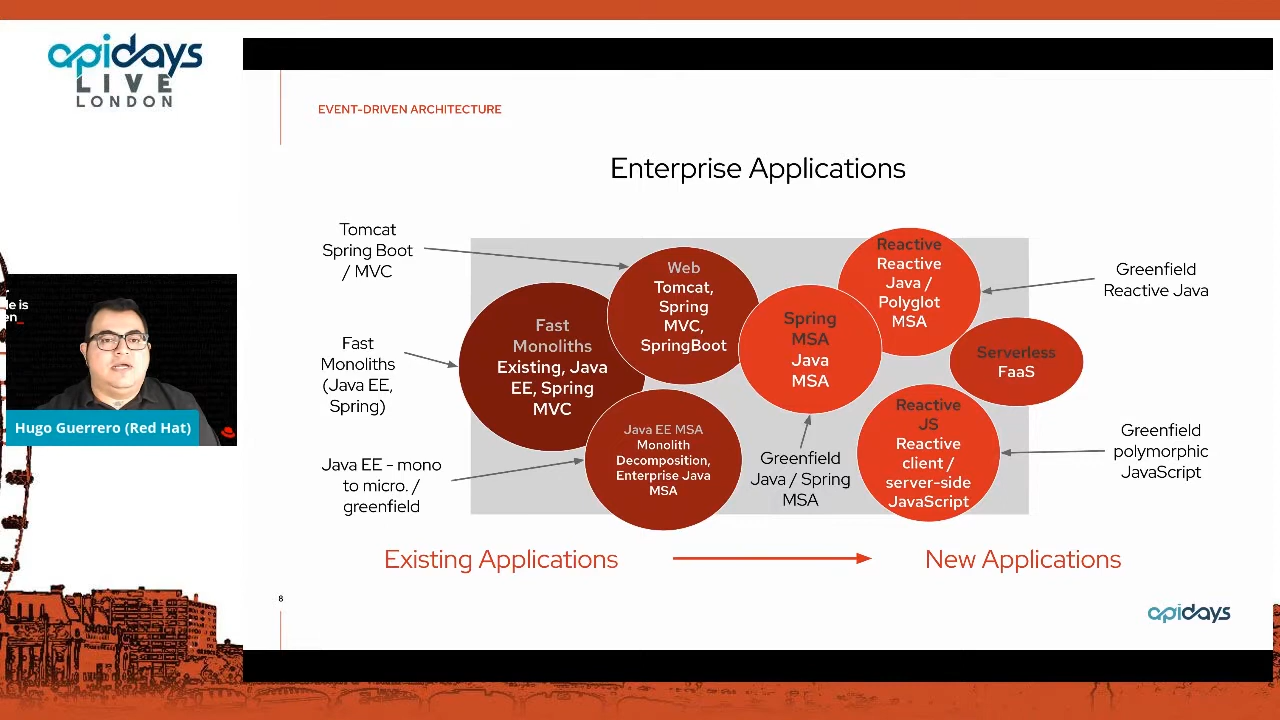 apidays
LIVE
LONDON
EVENT-DRIVEN ARCHITECTURE
Enterprise Applications
Tomcat
Spring Boot
/ MVC
Fast
Monoliths
(Java EE,
Spring)
Java EE - mono
to micro. /
greenfield
Fast
Monoliths
Existing, Java
EE, Spring
MVC
Web
Tomcat,
Spring
MVC,
SpringBoot
Java EE MSA
Monolith
Decomposition,
Enterprise Java
MSA
Spring
MSA
Java
MSA
Greenfield
Java / Spring
MSA
Reactive
Reactive
Java /
Polyglot
MSA
Serverless
FaaS
Reactive
JS
Reactive
client /
server-side
JavaScript
Greenfield
Reactive Java
Greenfield
polymorphic
JavaScript
Existing Applications
New Applications
8
apidays
is
Hugo Guerrero (Red Hat)